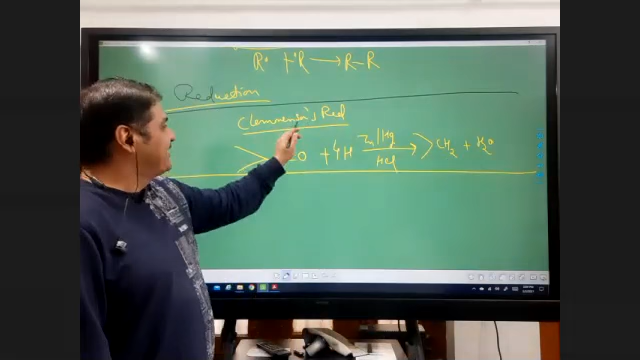 R• + •R → R–R
Reduction
Clemmensen's Red
O + 4H Zn/Hg HCl → >CH₂ + H₂O